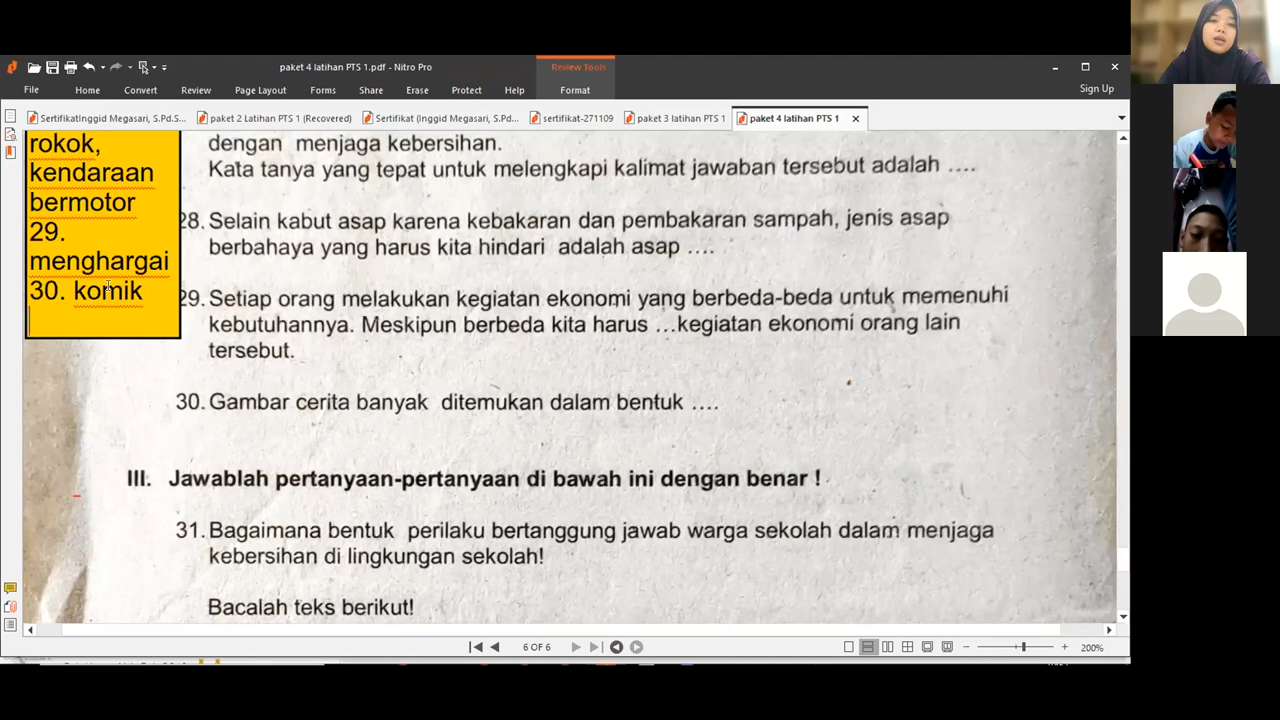 paket 4 latihan PTS 1.pdf - Nitro Pro
Review Tools
File
Home
Convert
Review
Page Layout
Forms
Share
Erase
Protect
Help
Format
Sign Up
SertifikatInggid Megasari, S.Pd.S...
paket 2 Latihan PTS 1 (Recovered)
Sertifikat (Inggid Megasari, S.Pd...
sertifikat-271109
paket 3 latihan PTS 1
paket 4 latihan PTS 1
rokok,
kendaraan
bermotor
29.
menghargai
30. komik
dengan menjaga kebersihan.
Kata tanya yang tepat untuk melengkapi kalimat jawaban tersebut adalah ....
28. Selain kabut asap karena kebakaran dan pembakaran sampah, jenis asap
berbahaya yang harus kita hindari adalah asap ....
29. Setiap orang melakukan kegiatan ekonomi yang berbeda-beda untuk memenuhi
kebutuhannya. Meskipun berbeda kita harus ...kegiatan ekonomi orang lain
tersebut.
30. Gambar cerita banyak ditemukan dalam bentuk ....
III. Jawablah pertanyaan-pertanyaan di bawah ini dengan benar !
31. Bagaimana bentuk perilaku bertanggung jawab warga sekolah dalam menjaga
kebersihan di lingkungan sekolah!
Bacalah teks berikut!
6 OF 6
200%